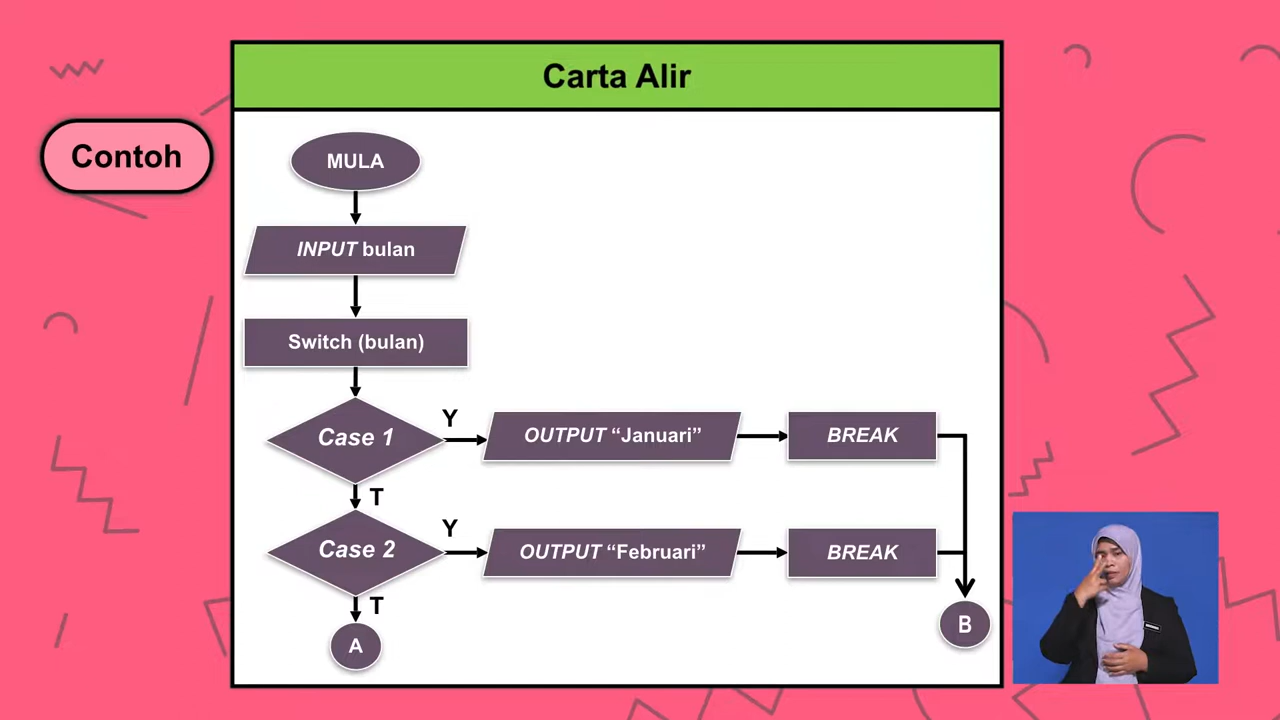 Carta Alir
Contoh
MULA
INPUT bulan
Switch (bulan)
Case 1
Y
OUTPUT “Januari”
BREAK
T
Case 2
Y
OUTPUT “Februari”
BREAK
T
A
B